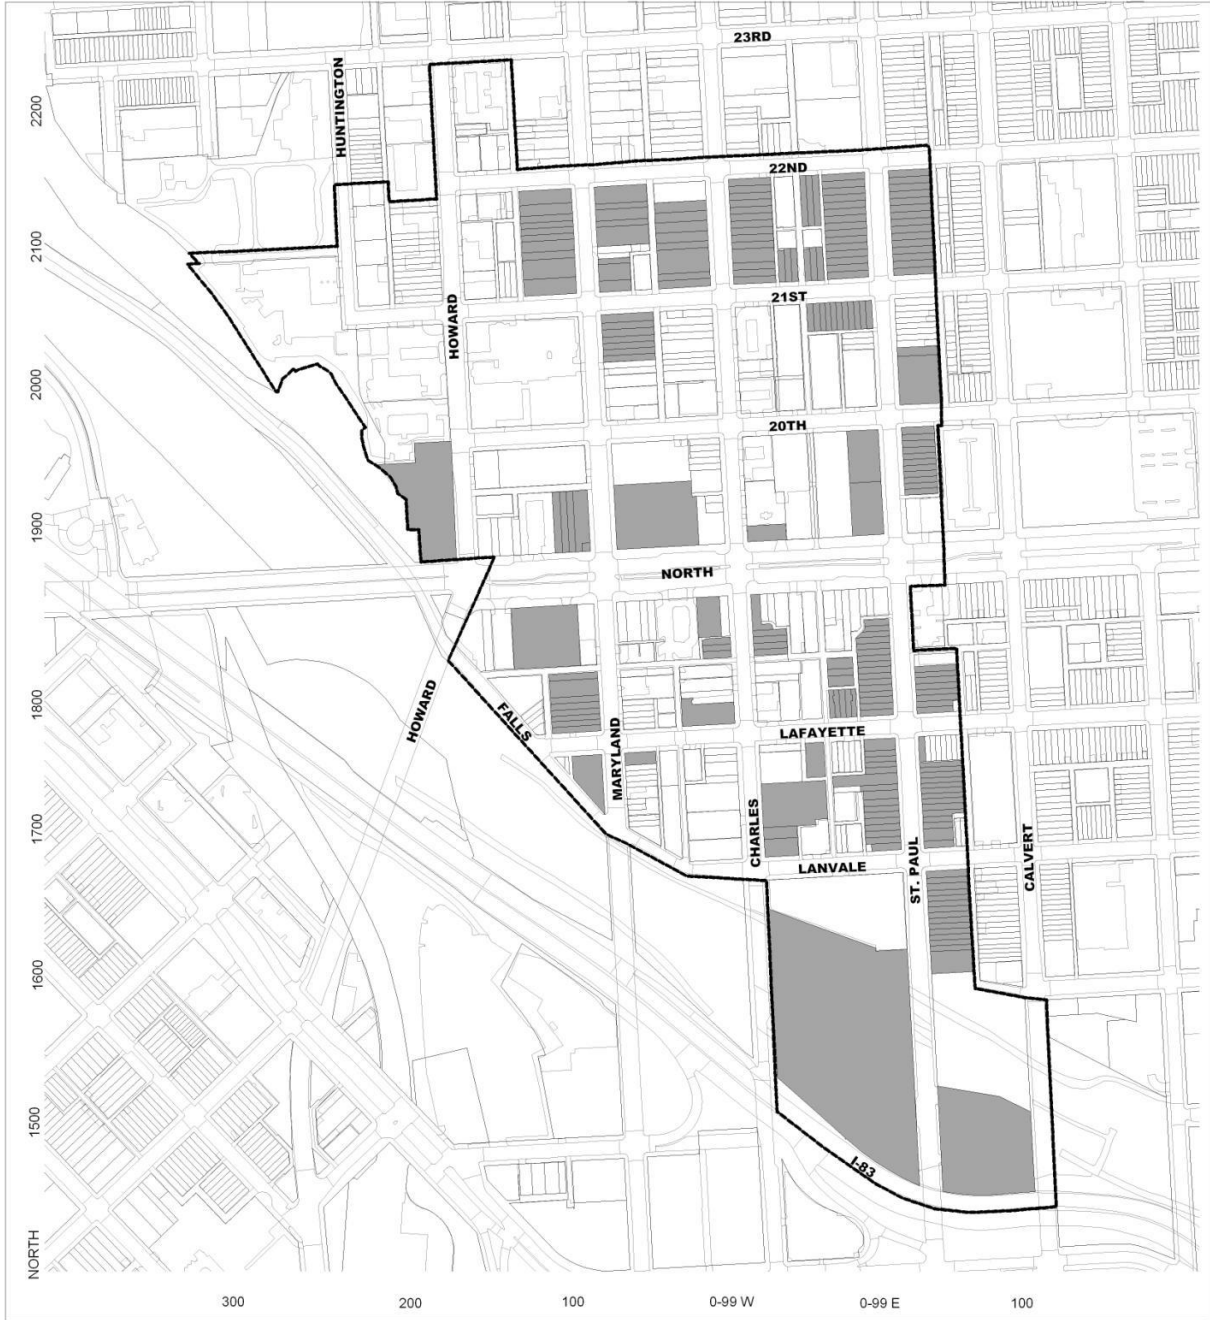 23RD
HUNTINGTON
2200
22ND
2100
21ST
HOWARD
2000
20TH
1900
NORTH
1800
HOWARD
FALLS
MARYLAND
LAFAYETTE
1700
CHARLES
LANVALE
ST. PAUL
CALVERT
1600
1500
I-83
NORTH
300
200
100
0-99 W
0-99 E
100